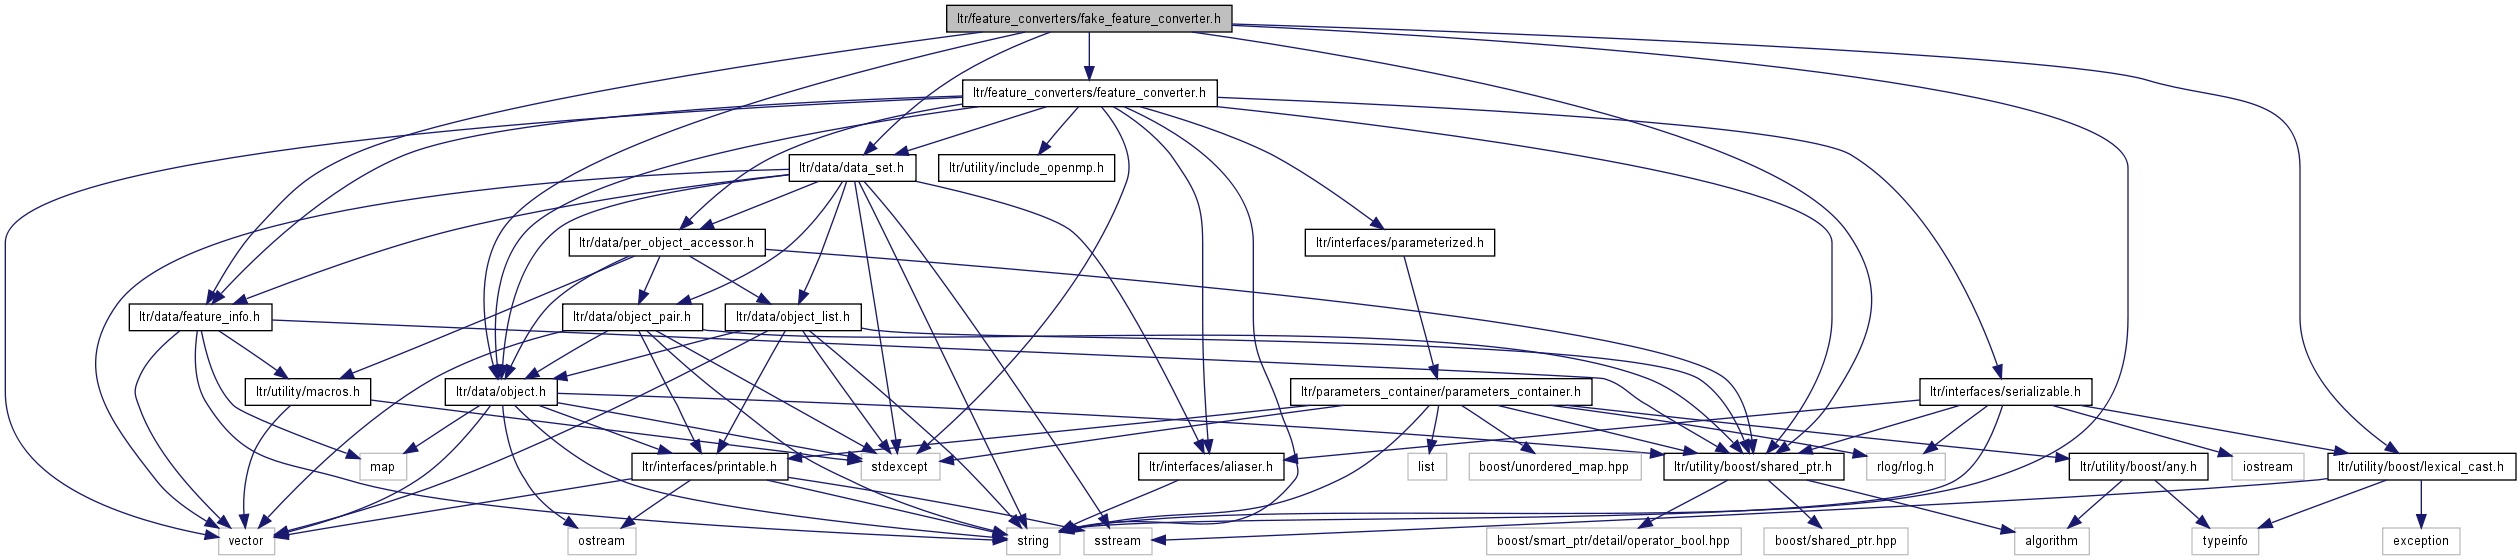 ltr/feature_converters/fake_feature_converter.h
ltr/feature_converters/feature_converter.h
ltr/data/data_set.h
ltr/utility/include_openmp.h
ltr/data/per_object_accessor.h
ltr/interfaces/parameterized.h
ltr/data/feature_info.h
ltr/data/object_pair.h
ltr/data/object_list.h
ltr/utility/macros.h
ltr/data/object.h
ltr/parameters_container/parameters_container.h
ltr/interfaces/serializable.h
map
ltr/interfaces/printable.h
stdexcept
ltr/interfaces/aliaser.h
list
boost/unordered_map.hpp
ltr/utility/boost/shared_ptr.h
rlog/rlog.h
ltr/utility/boost/any.h
iostream
ltr/utility/boost/lexical_cast.h
vector
ostream
string
sstream
boost/smart_ptr/detail/operator_bool.hpp
boost/shared_ptr.hpp
algorithm
typeinfo
exception